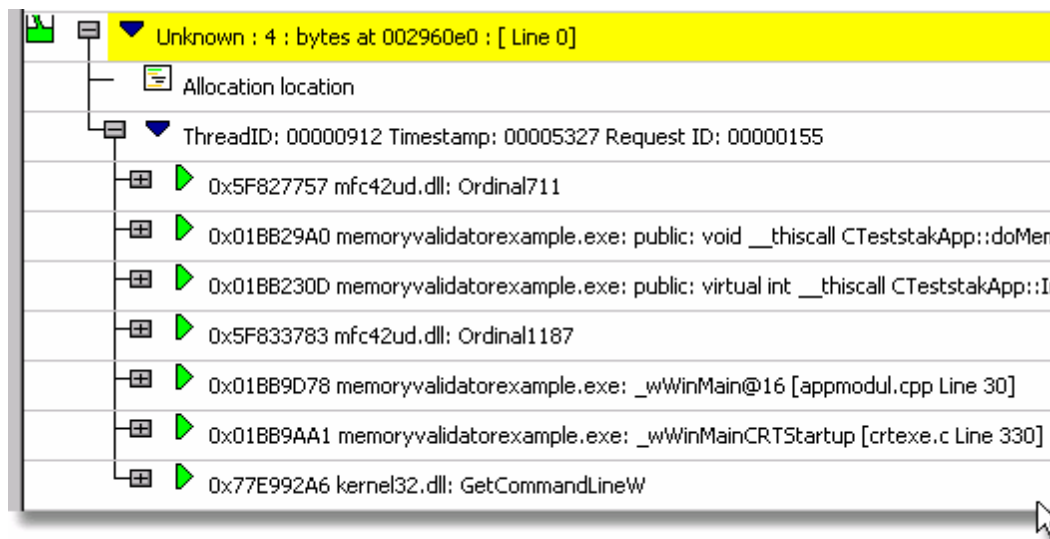 Unknown : 4 : bytes at 002960e0 : [ Line 0]
Allocation location
ThreadID: 00000912 Timestamp: 00005327 Request ID: 00000155
0x5F827757 mfc42ud.dll: Ordinal711
0x01BB29A0 memoryvalidatorexample.exe: public: void __thiscall CTeststakApp::doMem
0x01BB230D memoryvalidatorexample.exe: public: virtual int __thiscall CTeststakApp::I
0x5F833783 mfc42ud.dll: Ordinal1187
0x01BB9D78 memoryvalidatorexample.exe: _wWinMain@16 [appmodul.cpp Line 30]
0x01BB9AA1 memoryvalidatorexample.exe: _wWinMainCRTStartup [crtexe.c Line 330]
0x77E992A6 kernel32.dll: GetCommandLineW